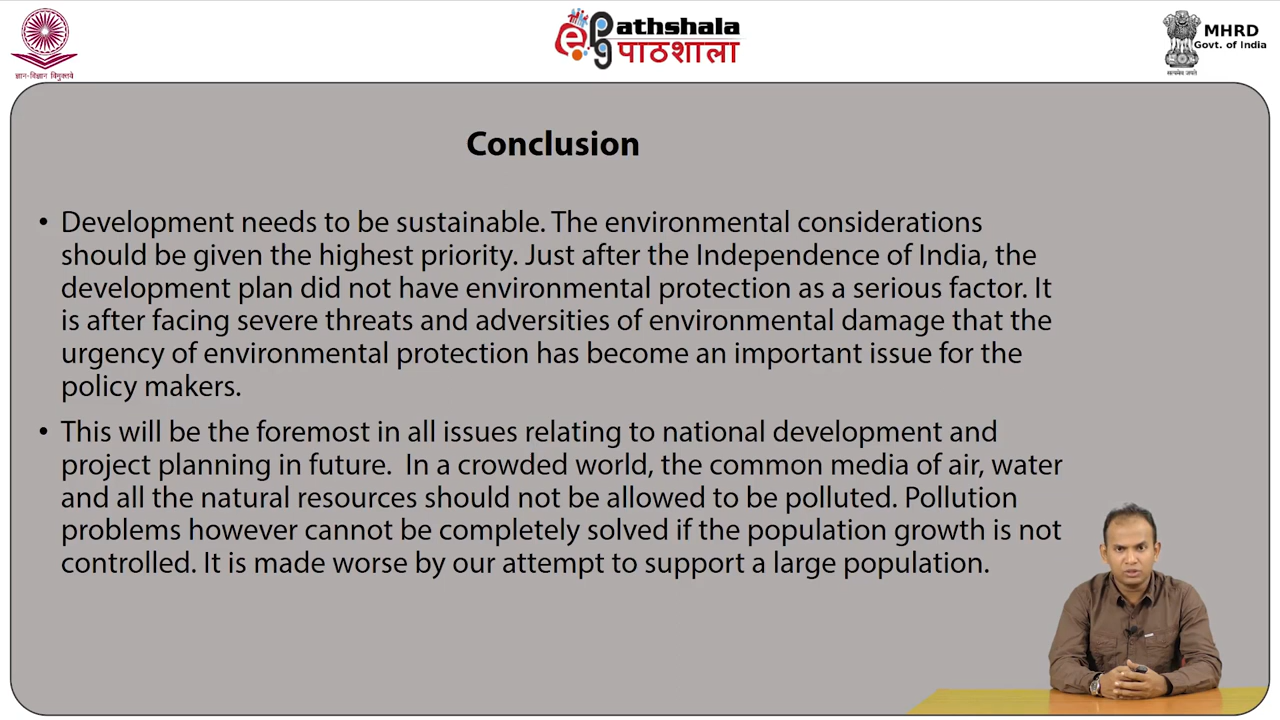 ज्ञान-विज्ञान विमुक्तये
e Pg athshala
पाठशाला
MHRD
Govt. of India
सत्यमेव जयते
Conclusion
• Development needs to be sustainable. The environmental considerations
should be given the highest priority. Just after the Independence of India, the
development plan did not have environmental protection as a serious factor. It
is after facing severe threats and adversities of environmental damage that the
urgency of environmental protection has become an important issue for the
policy makers.
• This will be the foremost in all issues relating to national development and
project planning in future.  In a crowded world, the common media of air, water
and all the natural resources should not be allowed to be polluted. Pollution
problems however cannot be completely solved if the population growth is not
controlled. It is made worse by our attempt to support a large population.